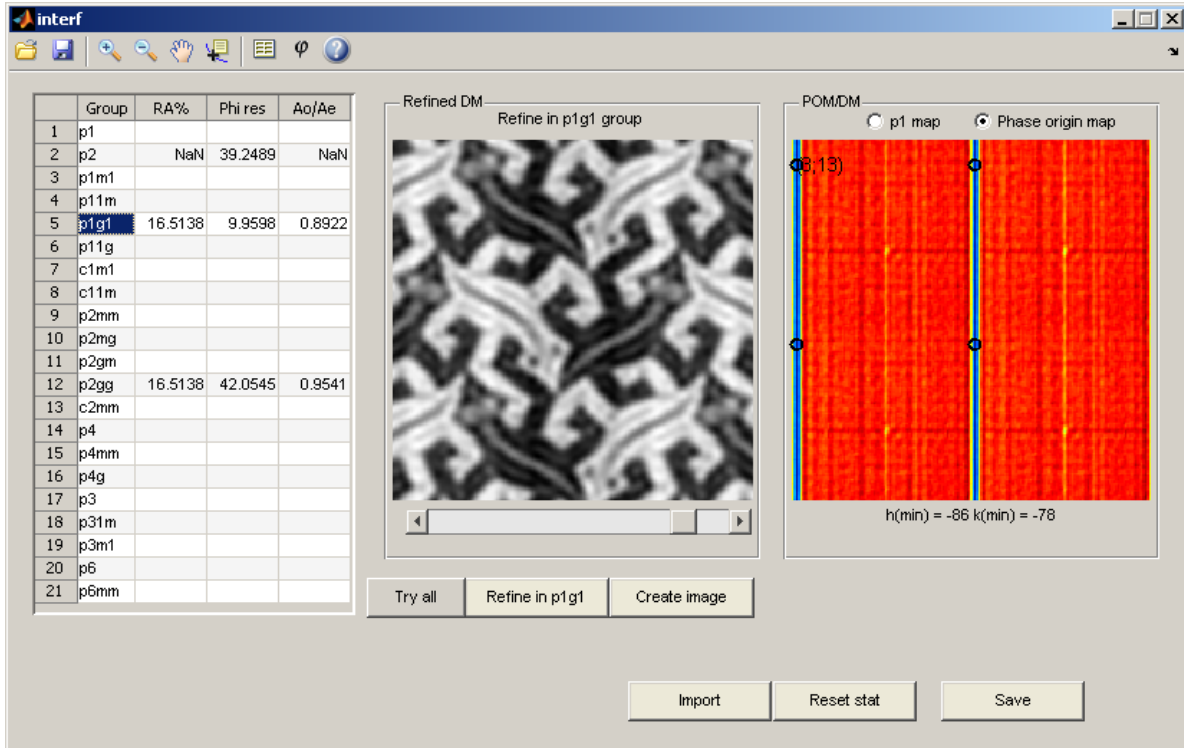 interf
Group RA% Phi res Ao/Ae
1 p1
2 p2 NaN 39.2489 NaN
3 p1m1
4 p11m
5 p1g1 16.5138 9.9598 0.8922
6 p11g
7 c1m1
8 c11m
9 p2mm
10 p2mg
11 p2gm
12 p2gg 16.5138 42.0545 0.9541
13 c2mm
14 p4
15 p4mm
16 p4g
17 p3
18 p31m
19 p3m1
20 p6
21 p6mm
Refined DM
Refine in p1g1 group
POM/DM
p1 map Phase origin map
(3;13)
h(min) = -86 k(min) = -78
Try all Refine in p1g1 Create image
Import Reset stat Save